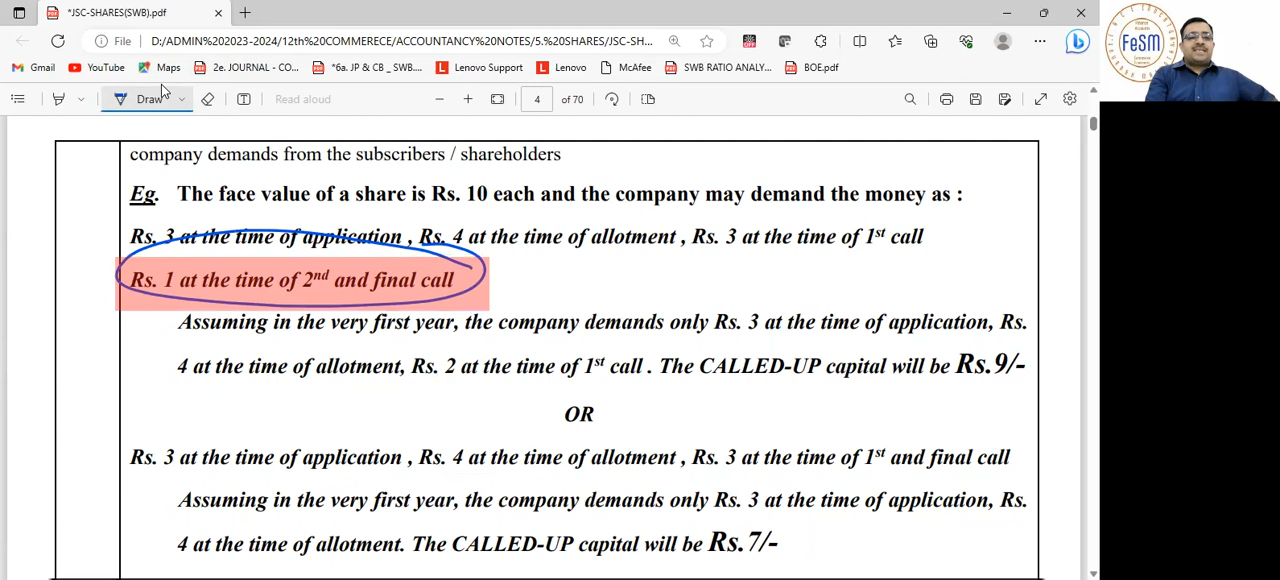 *JSC-SHARES(SWB).pdf
File D:/ADMIN%202023-2024/12th%20COMMERECE/ACCOUNTANCY%20NOTES/5.%20SHARES/JSC-SH...
Gmail YouTube Maps 2e. JOURNAL - CO... *6a. JP & SCB _ SWB.... Lenovo Support Lenovo McAfee SWB RATIO ANALY... BOE.pdf
Draw Read aloud 4 of 70
FeSM
company demands from the subscribers / shareholders
Eg. The face value of a share is Rs. 10 each and the company may demand the money as :
Rs. 3 at the time of application , Rs. 4 at the time of allotment , Rs. 3 at the time of 1st call
Rs. 1 at the time of 2nd and final call
Assuming in the very first year, the company demands only Rs. 3 at the time of application, Rs.
4 at the time of allotment, Rs. 2 at the time of 1st call . The CALLED-UP capital will be Rs.9/-
OR
Rs. 3 at the time of application , Rs. 4 at the time of allotment , Rs. 3 at the time of 1st and final call
Assuming in the very first year, the company demands only Rs. 3 at the time of application, Rs.
4 at the time of allotment. The CALLED-UP capital will be Rs.7/-